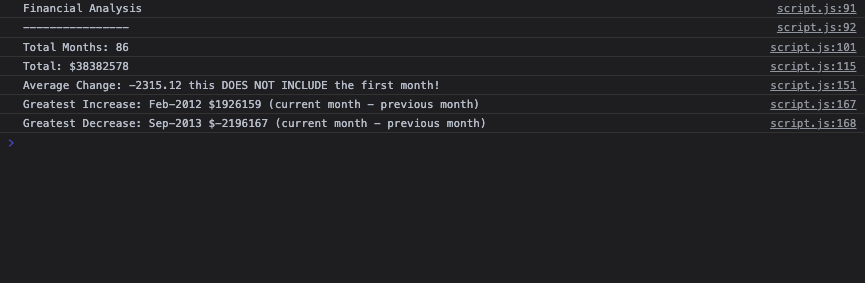 Financial Analysis script.js:91
---------------- script.js:92
Total Months: 86 script.js:101
Total: $38382578 script.js:115
Average Change: -2315.12 this DOES NOT INCLUDE the first month! script.js:151
Greatest Increase: Feb-2012 $1926159 (current month - previous month) script.js:167
Greatest Decrease: Sep-2013 $-2196167 (current month - previous month) script.js:168